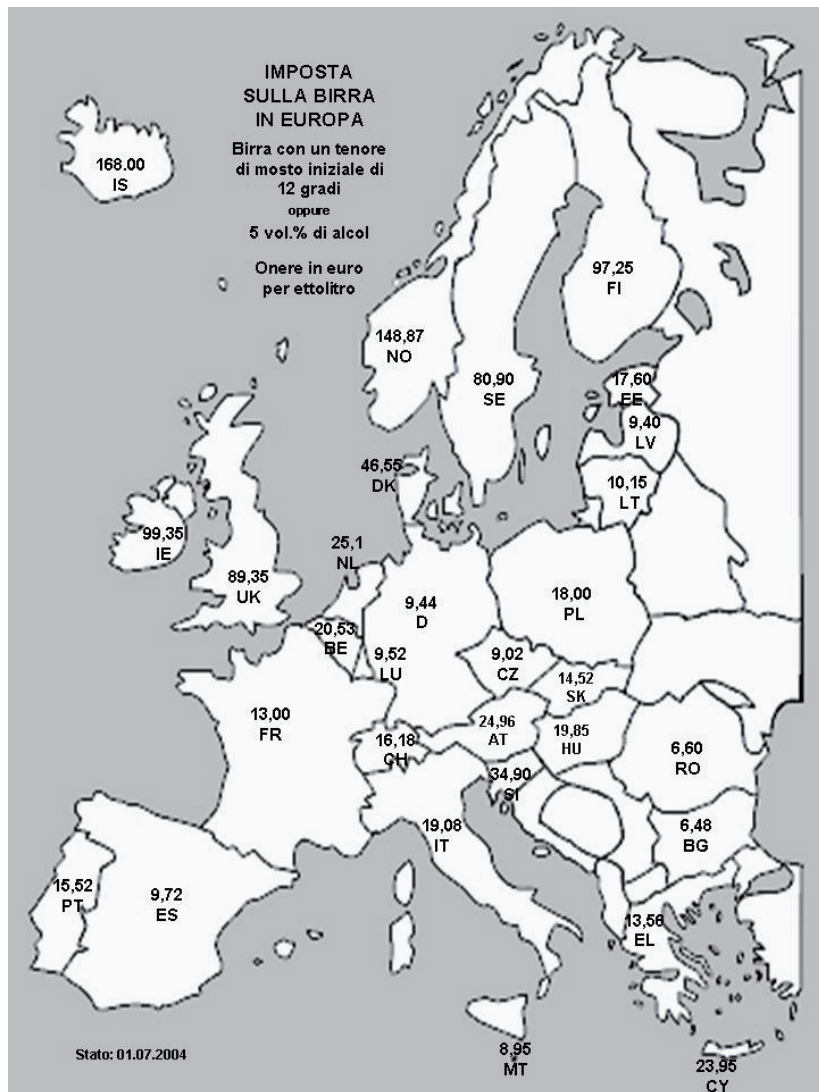 IMPOSTA
SULLA BIRRA
IN EUROPA
Birra con un tenore
di mosto iniziale di
12 gradi
oppure
5 vol.% di alcol
Onere in euro
per ettolitro
168.00
IS
97,25
FI
148,87
NO
80,90
SE
17,60
EE
9,40
LV
46,55
DK
10,15
LT
99,35
IE
25,1
NL
89,35
UK
9,44
D
18,00
PL
20,53
BE
9,52
LU
9,02
CZ
14,52
SK
13,00
FR
24,96
AT
19,85
HU
16,18
CH
6,60
RO
34,90
SI
19,08
IT
6,48
BG
15,52
PT
9,72
ES
13,56
EL
Stato: 01.07.2004
8,95
MT
23,95
CY